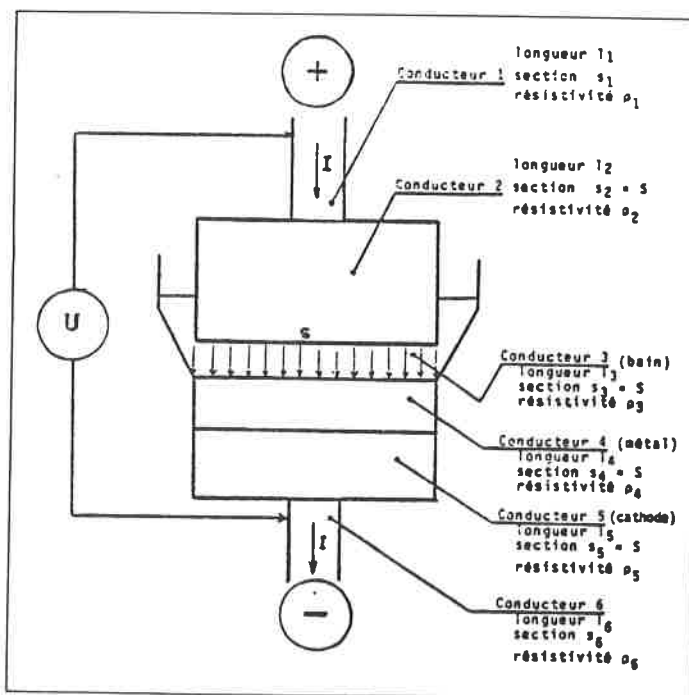 +
longueur l1
Conducteur 1 section s1
résistivité ρ1
I
longueur l2
Conducteur 2 section s2 = S
résistivité ρ2
U
Conducteur 3 (bain)
longueur l3
section s3 = S
résistivité ρ3
Conducteur 4 (métal)
longueur l4
section s4 = S
résistivité ρ4
Conducteur 5 (cathode)
longueur l5
section s5 = S
résistivité ρ5
I
−
Conducteur 6
longueur l6
section s6
résistivité ρ6